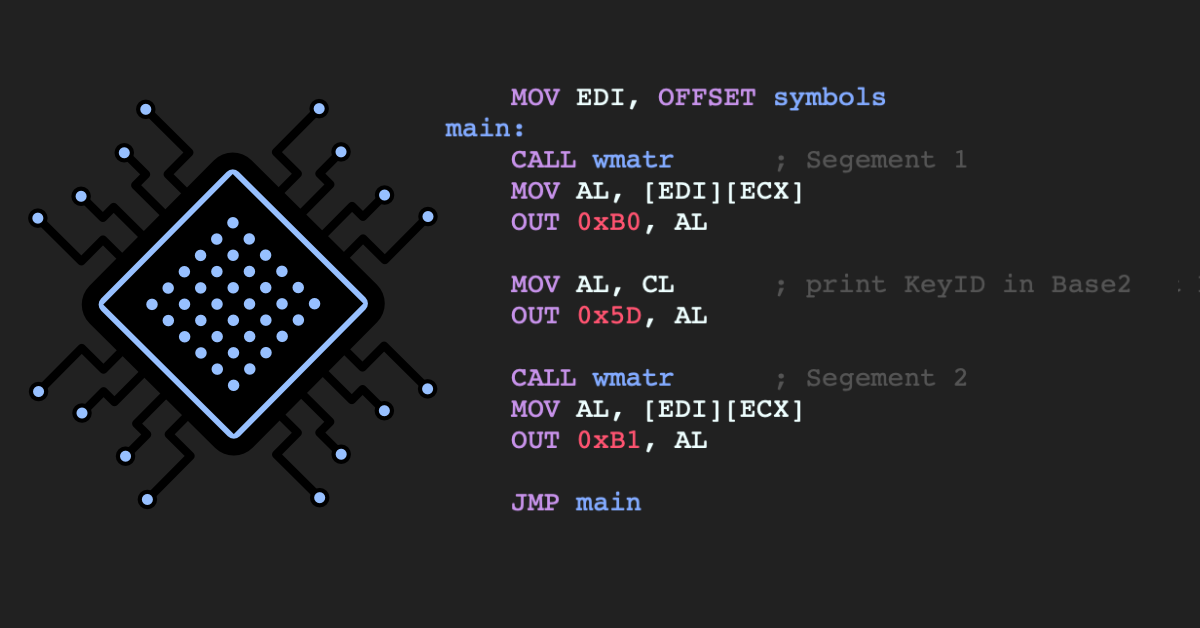 MOV EDI, OFFSET symbols
main:
CALL wmatr ; Segement 1
MOV AL, [EDI][ECX]
OUT 0xB0, AL
MOV AL, CL ; print KeyID in Base2
OUT 0x5D, AL
CALL wmatr ; Segement 2
MOV AL, [EDI][ECX]
OUT 0xB1, AL
JMP main